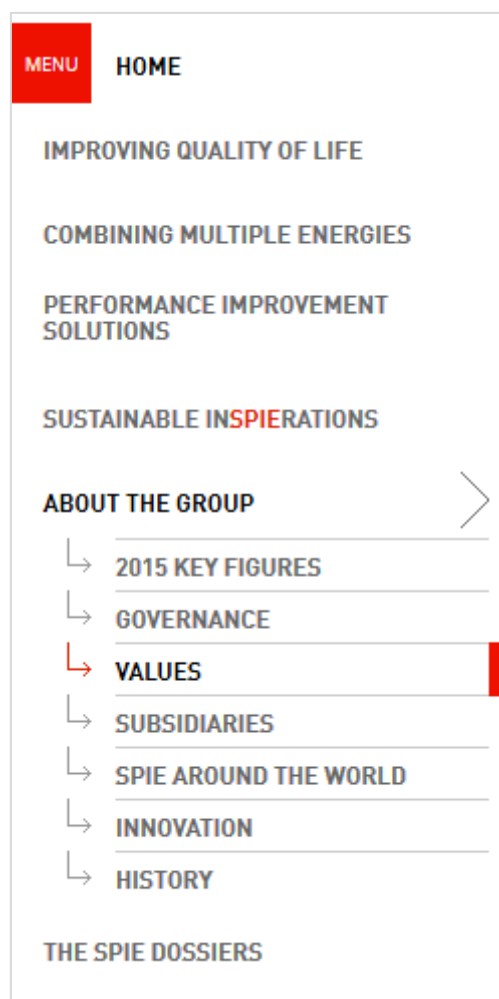 MENU HOME
IMPROVING QUALITY OF LIFE
COMBINING MULTIPLE ENERGIES
PERFORMANCE IMPROVEMENT
SOLUTIONS
SUSTAINABLE INSPIERATIONS
ABOUT THE GROUP
2015 KEY FIGURES
GOVERNANCE
VALUES
SUBSIDIARIES
SPIE AROUND THE WORLD
INNOVATION
HISTORY
THE SPIE DOSSIERS